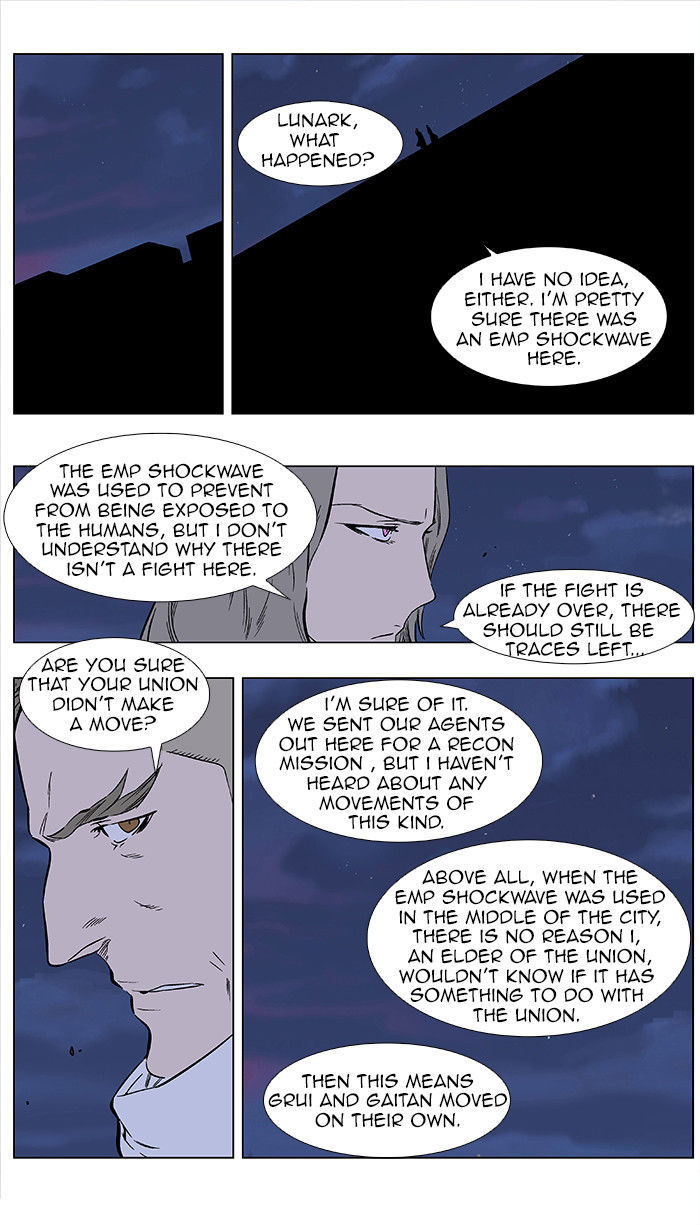 LUNARK,
WHAT
HAPPENED?
I HAVE NO IDEA,
EITHER. I'M PRETTY
SURE THERE WAS
AN EMP SHOCKWAVE
HERE.
THE EMP SHOCKWAVE
WAS USED TO PREVENT
FROM BEING EXPOSED TO
THE HUMANS, BUT I DON'T
UNDERSTAND WHY THERE
ISN'T A FIGHT HERE.
IF THE FIGHT IS
ALREADY OVER, THERE
SHOULD STILL BE
TRACES LEFT...
ARE YOU SURE
THAT YOUR UNION
DIDN'T MAKE
A MOVE?
I'M SURE OF IT.
WE SENT OUR AGENTS
OUT HERE FOR A RECON
MISSION , BUT I HAVEN'T
HEARD ABOUT ANY
MOVEMENTS OF
THIS KIND.
ABOVE ALL, WHEN THE
EMP SHOCKWAVE WAS USED
IN THE MIDDLE OF THE CITY,
THERE IS NO REASON I,
AN ELDER OF THE UNION,
WOULDN'T KNOW IF IT HAS
SOMETHING TO DO WITH
THE UNION.
THEN THIS MEANS
GRUI AND GAITAN MOVED
ON THEIR OWN.